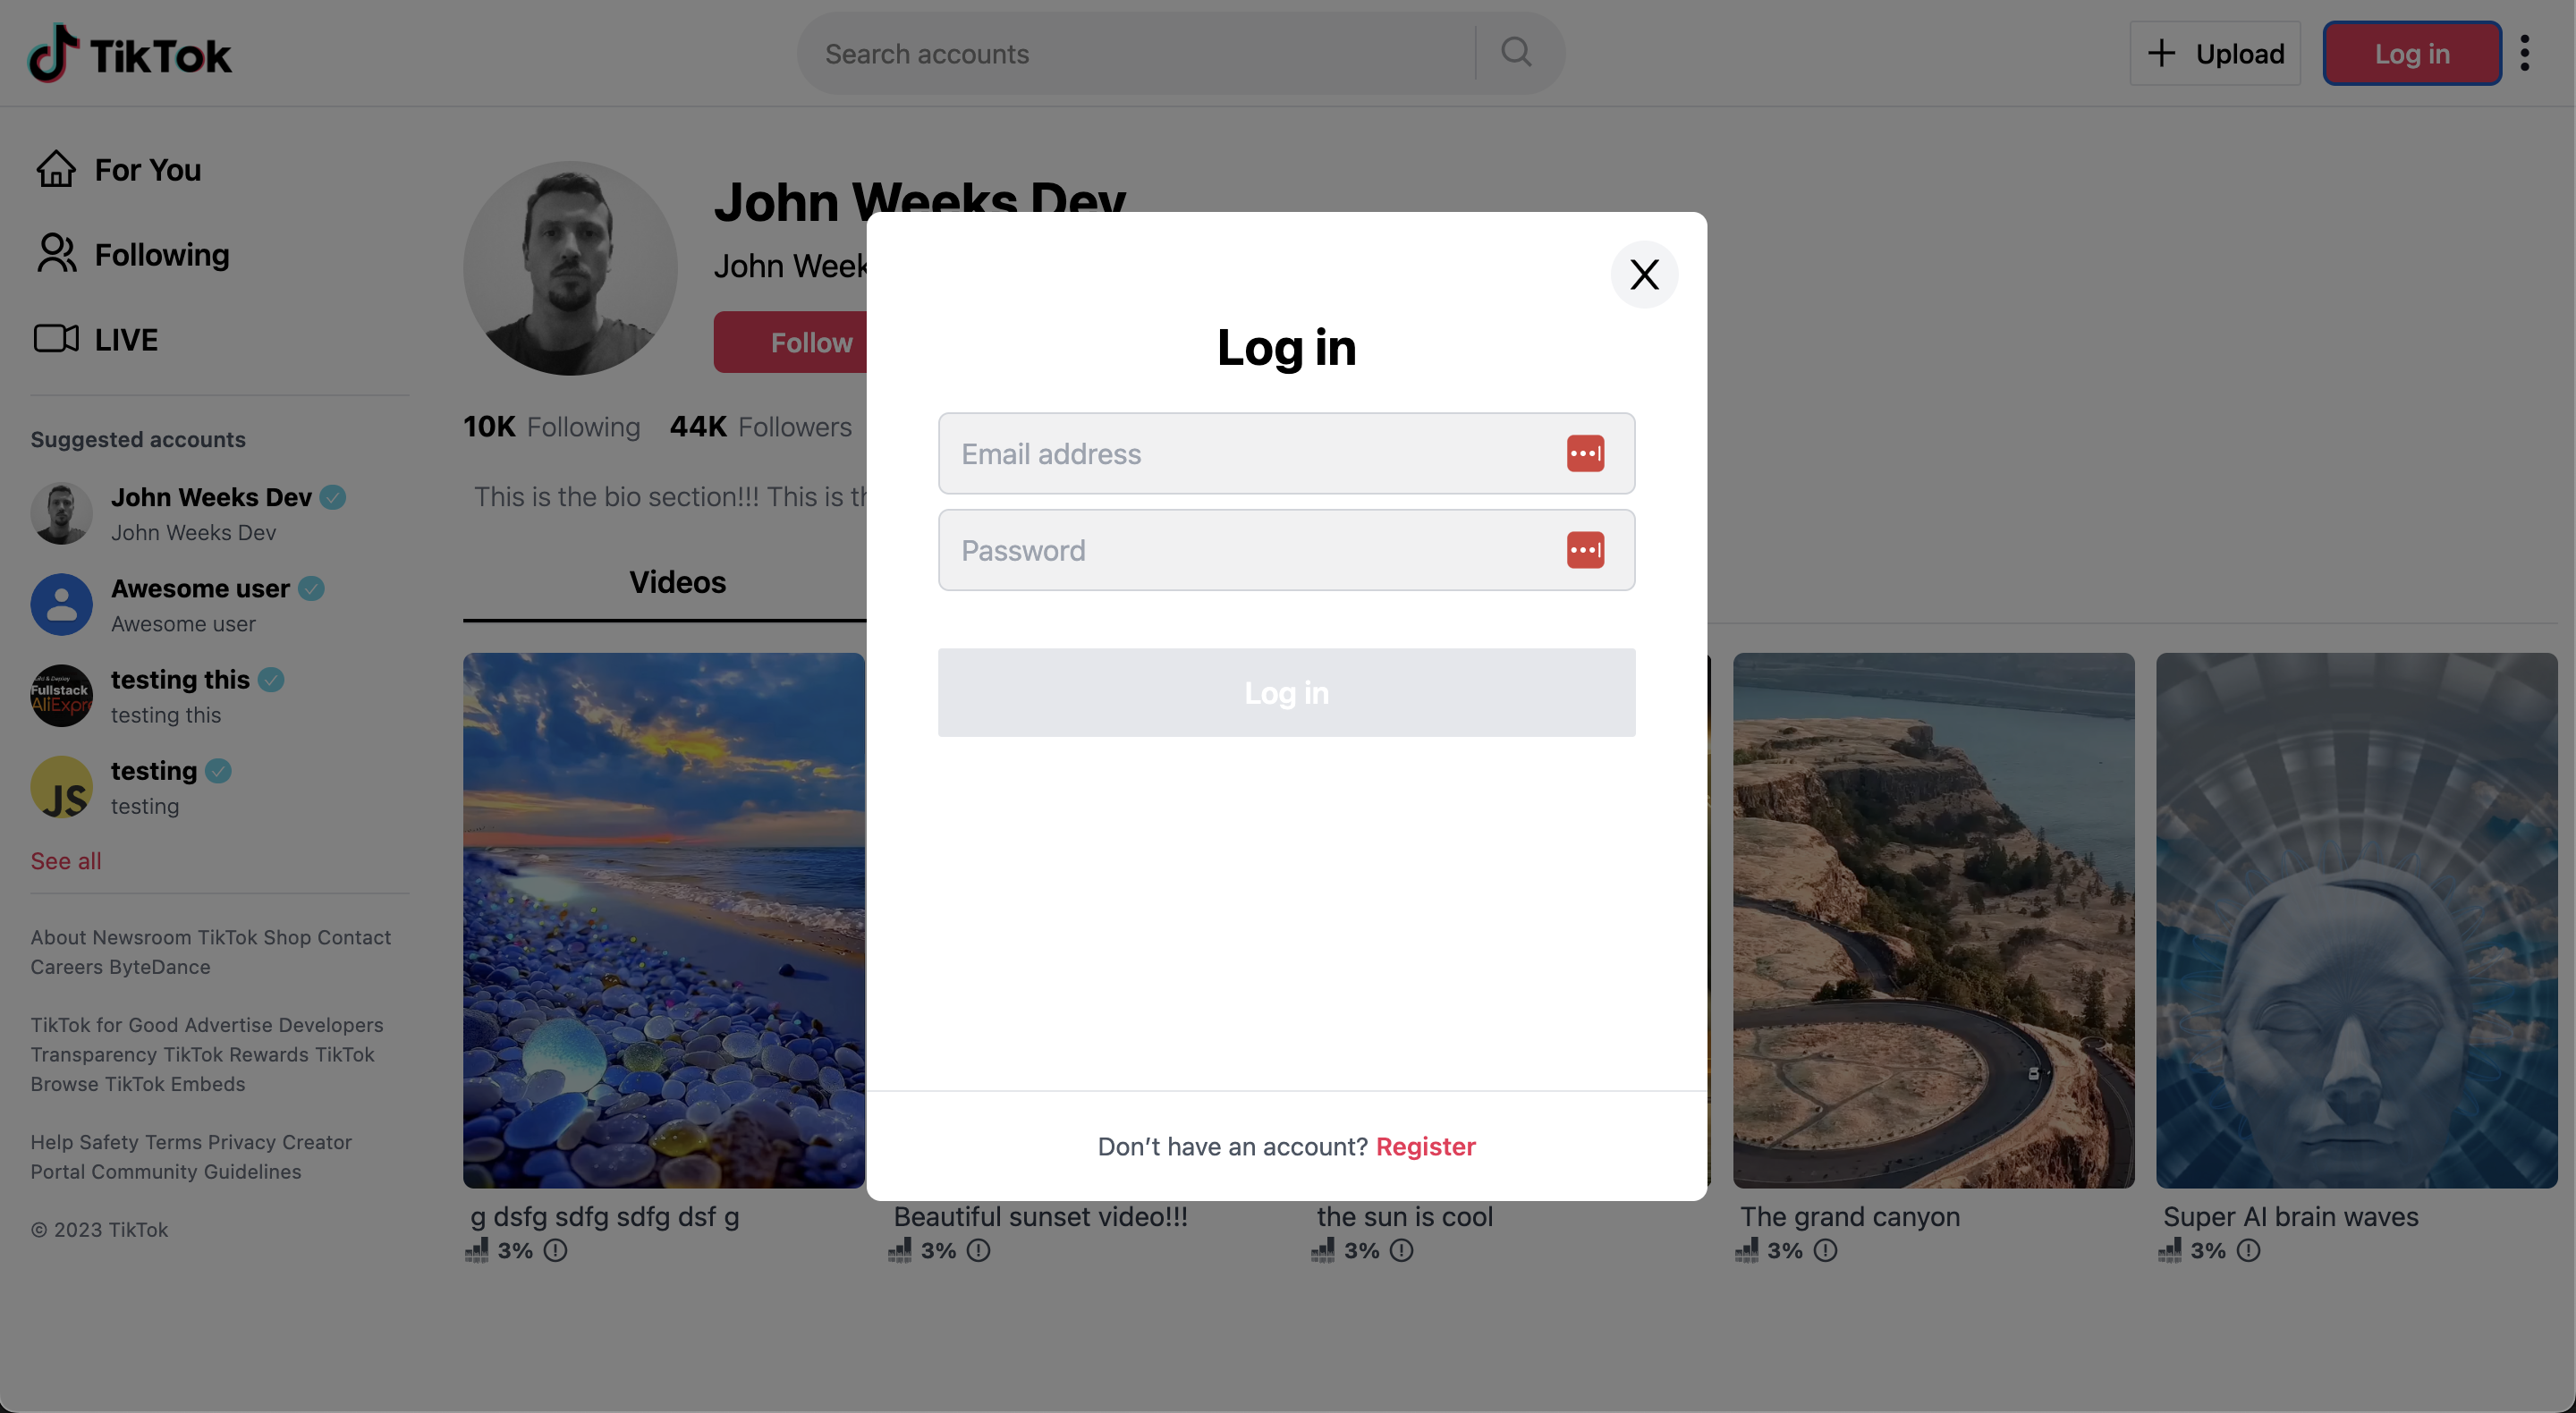 TikTok
Search accounts
Upload
Log in
For You
Following
LIVE
Suggested accounts
John Weeks Dev
John Weeks Dev
Awesome user
Awesome user
Fullstack
testing this
testing this
JS
testing
testing
See all
About Newsroom TikTok Shop Contact
Careers ByteDance
TikTok for Good Advertise Developers
Transparency TikTok Rewards TikTok
Browse TikTok Embeds
Help Safety Terms Privacy Creator
Portal Community Guidelines
© 2023 TikTok
John Weeks Dev
John Week
Follow
10K Following 44K Followers
This is the bio section!!! This is th
Videos
X
Log in
Email address
Password
Log in
Don't have an account? Register
g dsfg sdfg sdfg dsf g
3%
Beautiful sunset video!!!
3%
the sun is cool
3%
The grand canyon
3%
Super AI brain waves
3%